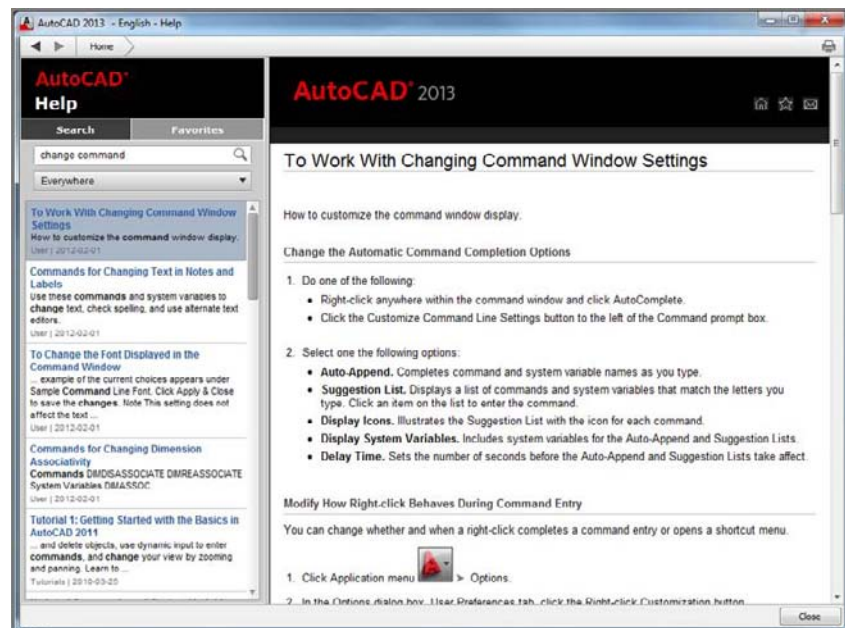 AutoCAD 2013 - English - Help
Home
AutoCAD®
Help
Search Favorites
change command
Everywhere
To Work With Changing Command Window
Settings
How to customize the command window display.
User | 2012-02-01
Commands for Changing Text in Notes and
Labels
Use these commands and system variables to
change text, check spelling, and use alternate text
editors.
User | 2012-02-01
To Change the Font Displayed in the
Command Window
... example of the current choices appears under
Sample Command Line Font. Click Apply & Close
to save the changes. Note This setting does not
affect the text ...
User | 2012-02-01
Commands for Changing Dimension
Associativity
Commands DIMDISASSOCIATE DIMREASSOCIATE
System Variables DIMASSOC
User | 2012-02-01
Tutorial 1: Getting Started with the Basics in
AutoCAD 2011
... and delete objects, use dynamic input to enter
commands, and change your view by zooming
and panning. Learn to ...
Tutorials | 2010-03-25
AutoCAD® 2013
To Work With Changing Command Window Settings
How to customize the command window display.
Change the Automatic Command Completion Options
1. Do one of the following:
• Right-click anywhere within the command window and click AutoComplete.
• Click the Customize Command Line Settings button to the left of the Command prompt box.
2. Select one the following options:
• Auto-Append. Completes command and system variable names as you type.
• Suggestion List. Displays a list of commands and system variables that match the letters you
type. Click an item on the list to enter the command.
• Display Icons. Illustrates the Suggestion List with the icon for each command.
• Display System Variables. Includes system variables for the Auto-Append and Suggestion Lists.
• Delay Time. Sets the number of seconds before the Auto-Append and Suggestion Lists take affect.
Modify How Right-click Behaves During Command Entry
You can change whether and when a right-click completes a command entry or opens a shortcut menu.
1. Click Application menu > Options.
2. In the Options dialog box, User Preferences tab, click the Right-click Customization button.
Close